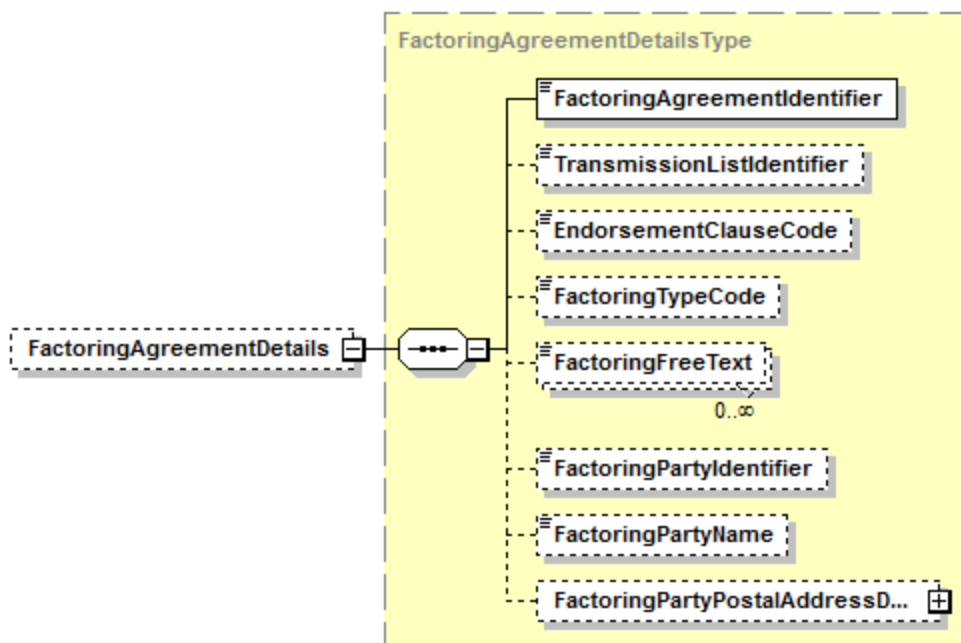 FactoringAgreementDetailsType
FactoringAgreementIdentifier
TransmissionListIdentifier
EndorsementClauseCode
FactoringTypeCode
FactoringAgreementDetails
FactoringFreeText
0..∞
FactoringPartyIdentifier
FactoringPartyName
FactoringPartyPostalAddressD...